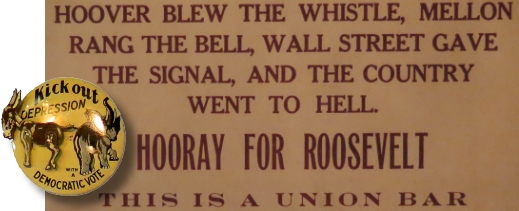 HOOVER BLEW THE WHISTLE, MELLON
RANG THE BELL, WALL STREET GAVE
THE SIGNAL, AND THE COUNTRY
WENT TO HELL.
HOORAY FOR ROOSEVELT
THIS IS A UNION BAR
Kick out
DEPRESSION
WITH
A
DEMOCRATIC VOTE